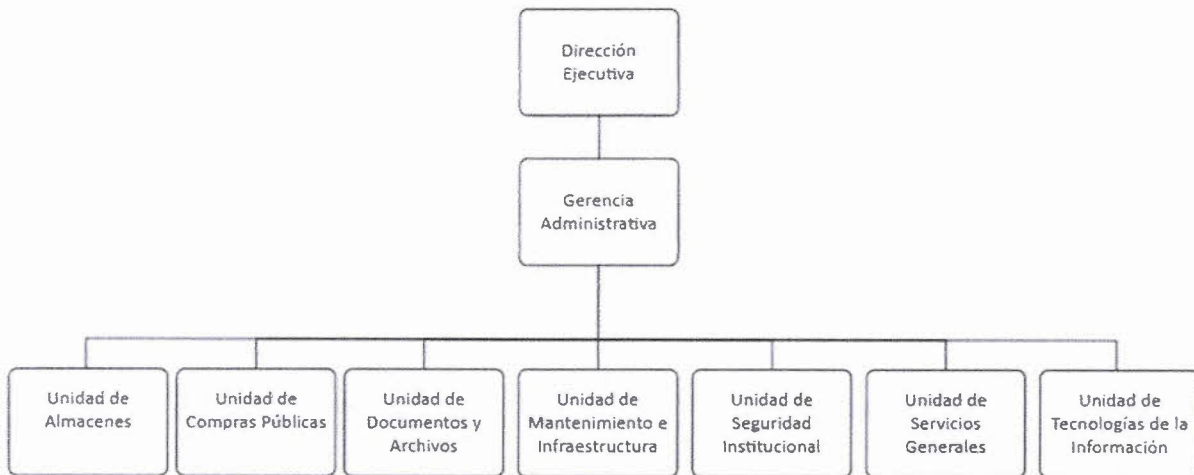 Dirección
Ejecutiva
Gerencia
Administrativa
Unidad de
Almacenes
Unidad de
Compras Públicas
Unidad de
Documentos y
Archivos
Unidad de
Mantenimiento e
Infraestructura
Unidad de
Seguridad
Institucional
Unidad de
Servicios
Generales
Unidad de
Tecnologías de la
Información